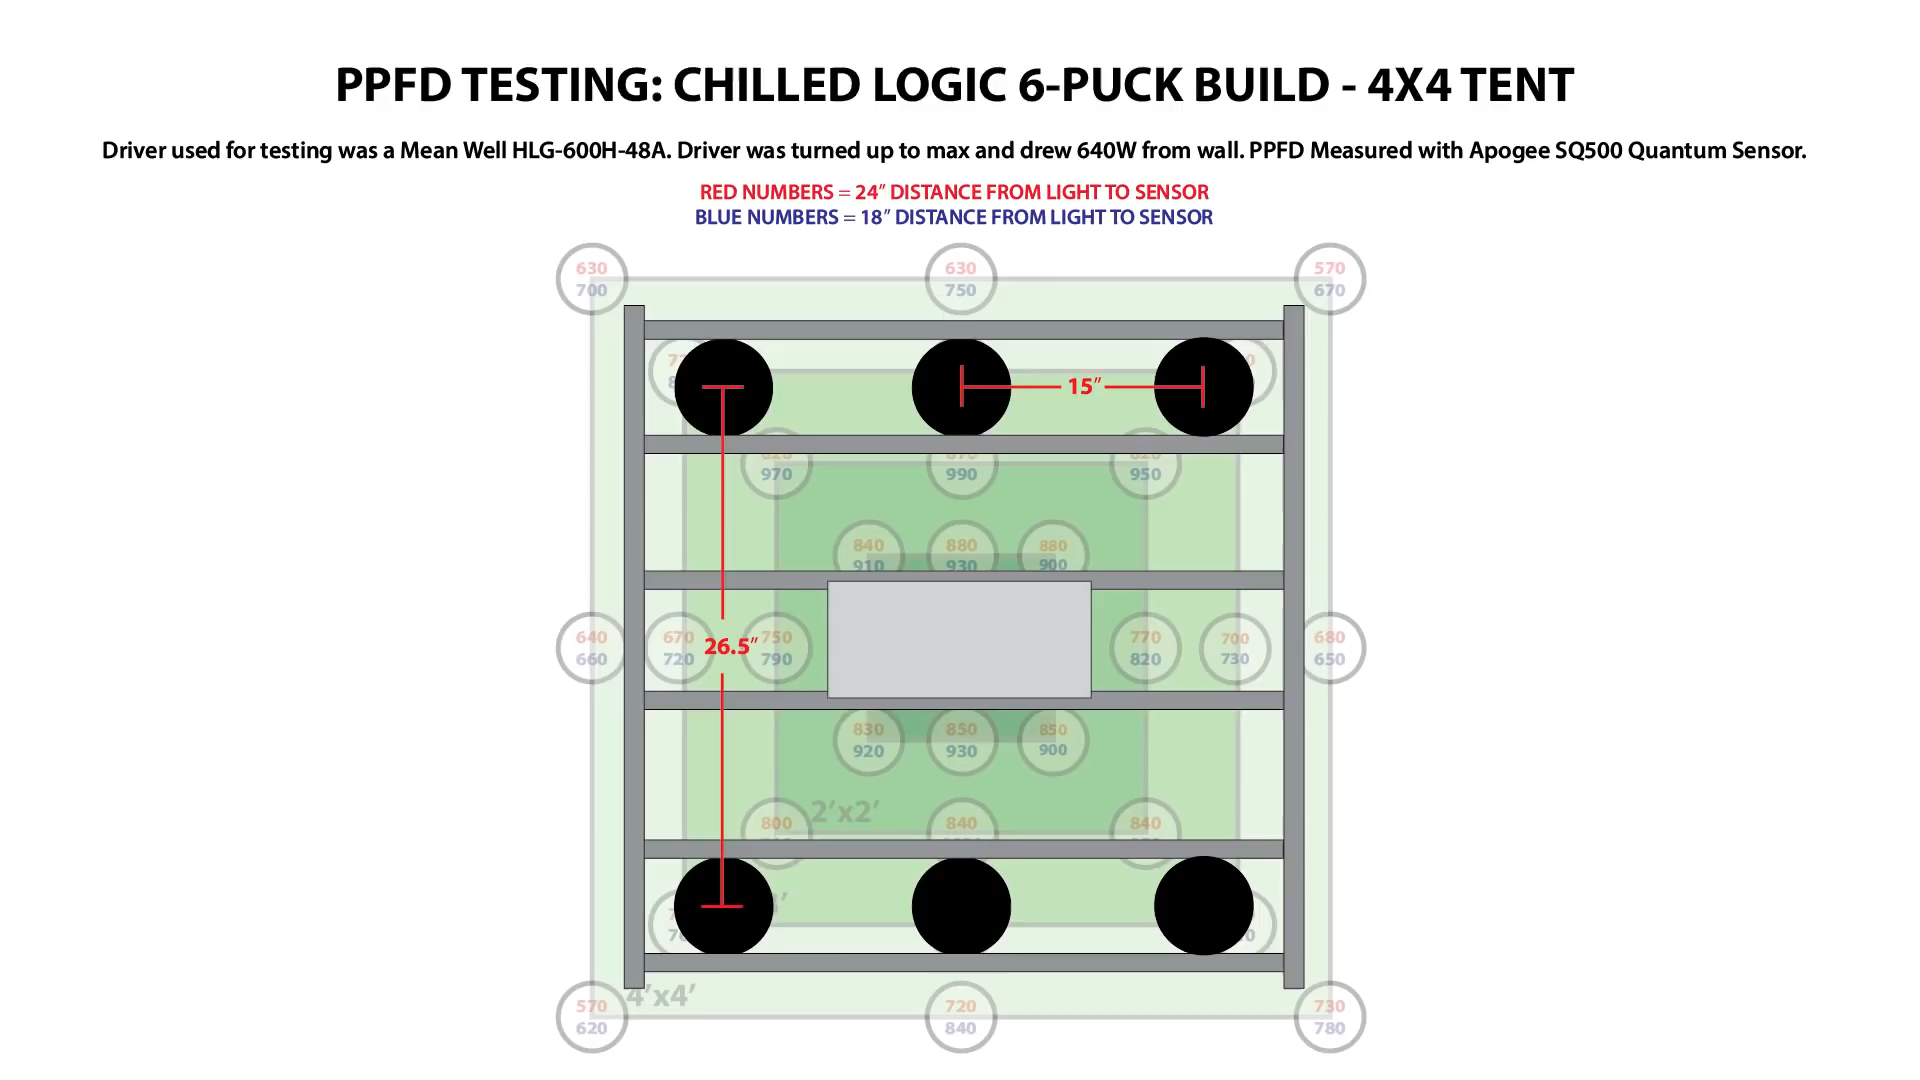 PPFD TESTING: CHILLED LOGIC 6-PUCK BUILD - 4X4 TENT
Driver used for testing was a Mean Well HLG-600H-48A. Driver was turned up to max and drew 640W from wall. PPFD Measured with Apogee SQ500 Quantum Sensor.
RED NUMBERS = 24″ DISTANCE FROM LIGHT TO SENSOR
BLUE NUMBERS = 18″ DISTANCE FROM LIGHT TO SENSOR
630 630 570
700 750 670
15″
970 990 950
840 880 880
910 930 900
640 670 26.5″ 750 770 700 680
660 720 790 820 730 650
830 850 850
920 930 900
2′x2′
800 840 840
4′x4′
570 720 730
620 840 780